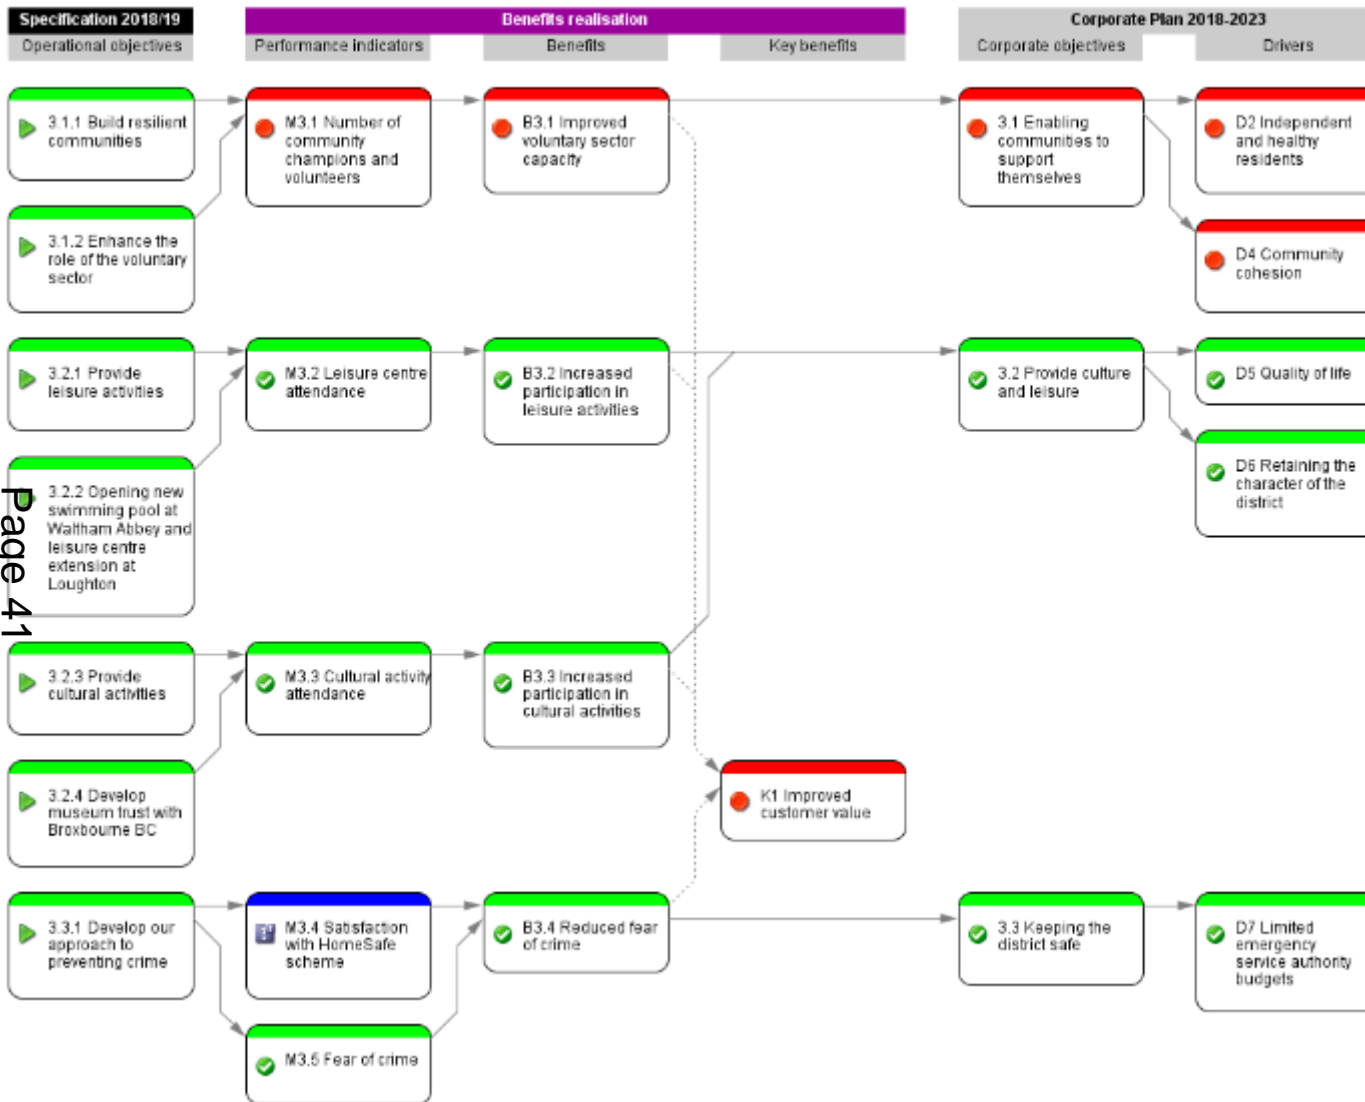 Specification 2018/19
Benefits realisation
Corporate Plan 2018-2023
Operational objectives
Performance indicators
Benefits
Key benefits
Corporate objectives
Drivers
3.1.1 Build resilient
communities
M3.1 Number of
community
champions and
volunteers
B3.1 Improved
voluntary sector
capacity
3.1 Enabling
communities to
support
themselves
D2 Independent
and healthy
residents
3.1.2 Enhance the
role of the voluntary
sector
D4 Community
cohesion
3.2.1 Provide
leisure activities
M3.2 Leisure centre
attendance
B3.2 Increased
participation in
leisure activities
3.2 Provide culture
and leisure
D5 Quality of life
3.2.2 Opening new
swimming pool at
Waltham Abbey and
leisure centre
extension at
Loughton
D6 Retaining the
character of the
district
Page 41
3.2.3 Provide
cultural activities
M3.3 Cultural activity
attendance
B3.3 Increased
participation in
cultural activities
3.2.4 Develop
museum trust with
Broxbourne BC
K1 Improved
customer value
3.3.1 Develop our
approach to
preventing crime
M3.4 Satisfaction
with HomeSafe
scheme
B3.4 Reduced fear
of crime
3.3 Keeping the
district safe
D7 Limited
emergency
service authority
budgets
M3.5 Fear of crime